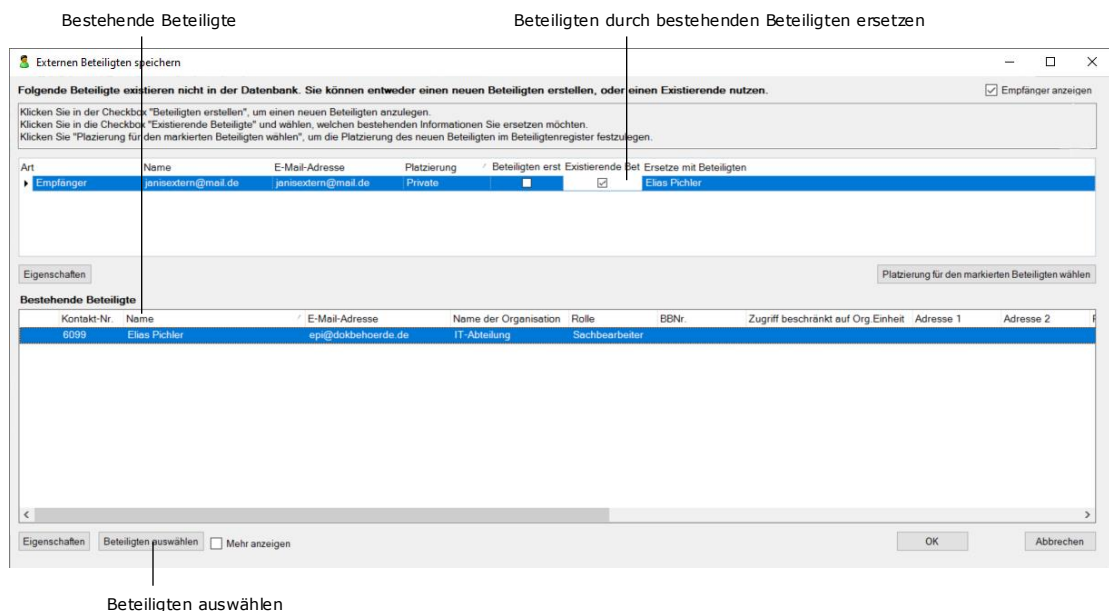 Bestehende Beteiligte
Beteiligten durch bestehenden Beteiligten ersetzen
Externen Beteiligten speichern
Folgende Beteiligte existieren nicht in der Datenbank. Sie können entweder einen neuen Beteiligten erstellen, oder einen Existierende nutzen.
Empfänger anzeigen
Klicken Sie in der Checkbox "Beteiligten erstellen", um einen neuen Beteiligten anzulegen.
Klicken Sie in die Checkbox "Existierende Beteiligte" und wählen, welchen bestehenden Informationen Sie ersetzen möchten.
Klicken Sie "Plazierung für den markierten Beteiligten wählen", um die Platzierung des neuen Beteiligten im Beteiligtenregister festzulegen.
Art Name E-Mail-Adresse Platzierung Beteiligten erst Existierende Bet Ersetze mit Beteiligten
Empfänger janisextern@mail.de janisextern@mail.de Private Elias Pichler
Eigenschaften Platzierung für den markierten Beteiligten wählen
Bestehende Beteiligte
Kontakt-Nr. Name E-Mail-Adresse Name der Organisation Rolle BBNr. Zugriff beschränkt auf Org.Einheit Adresse 1 Adresse 2
6099 Elias Pichler epi@dokbehoerde.de IT-Abteilung Sachbearbeiter
Eigenschaften Beteiligten auswählen Mehr anzeigen OK Abbrechen
Beteiligten auswählen